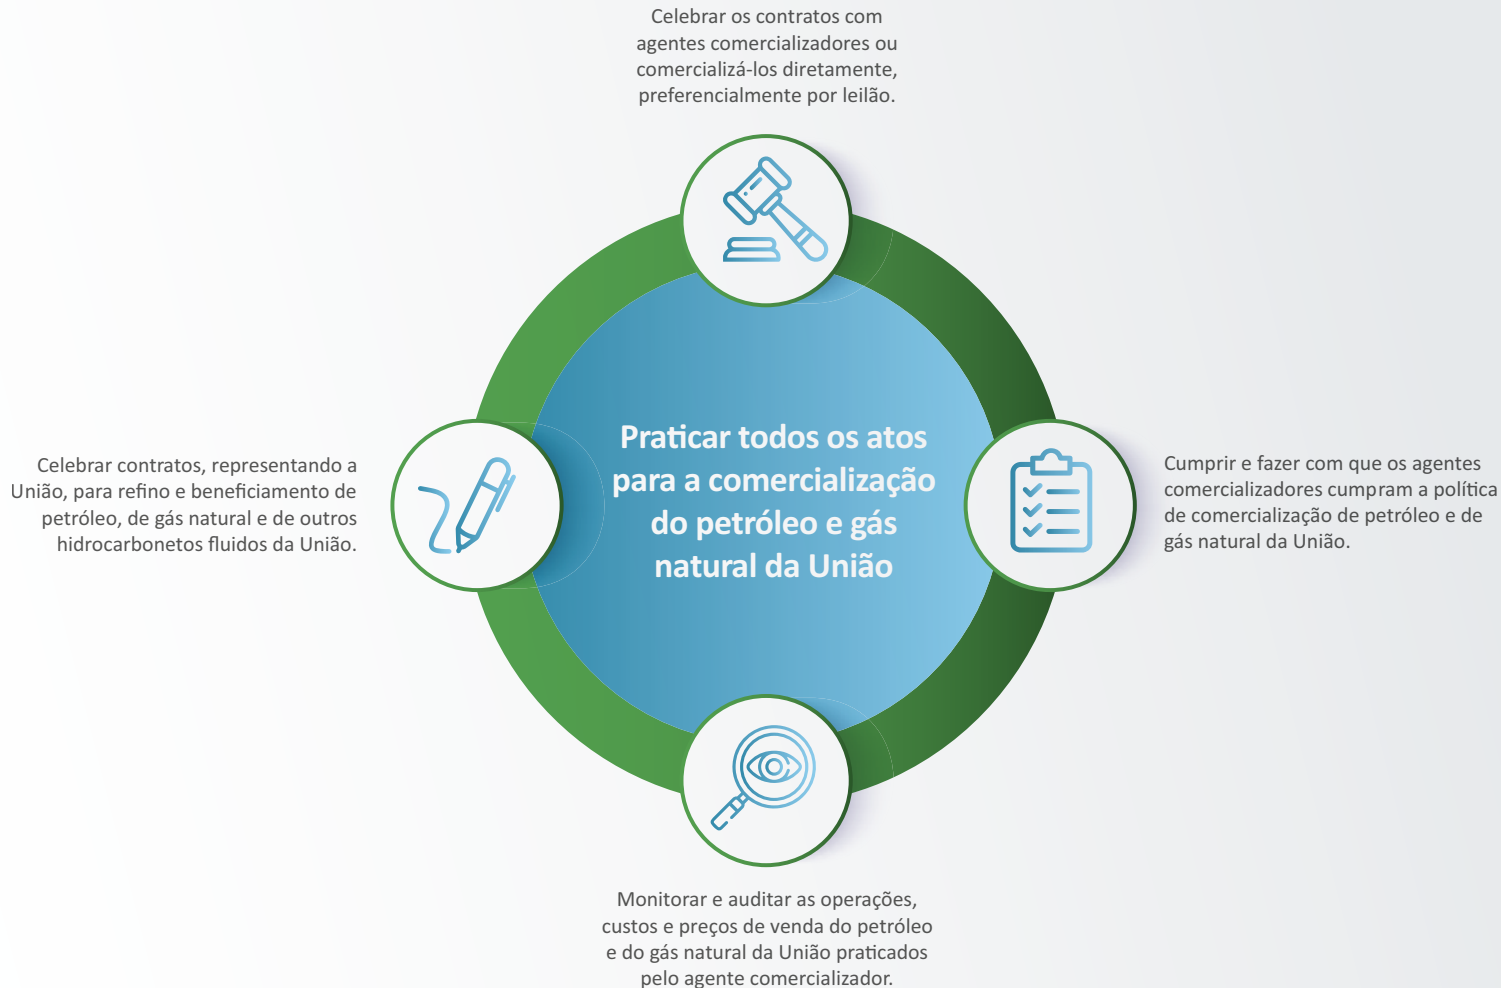 Celebrar os contratos com
agentes comercializadores ou
comercializá-los diretamente,
preferencialmente por leilão.
Celebrar contratos, representando a
União, para refino e beneficiamento de
petróleo, de gás natural e de outros
hidrocarbonetos fluidos da União.
Praticar todos os atos
para a comercialização
do petróleo e gás
natural da União
Cumprir e fazer com que os agentes
comercializadores cumpram a política
de comercialização de petróleo e de
gás natural da União.
Monitorar e auditar as operações,
custos e preços de venda do petróleo
e do gás natural da União praticados
pelo agente comercializador.